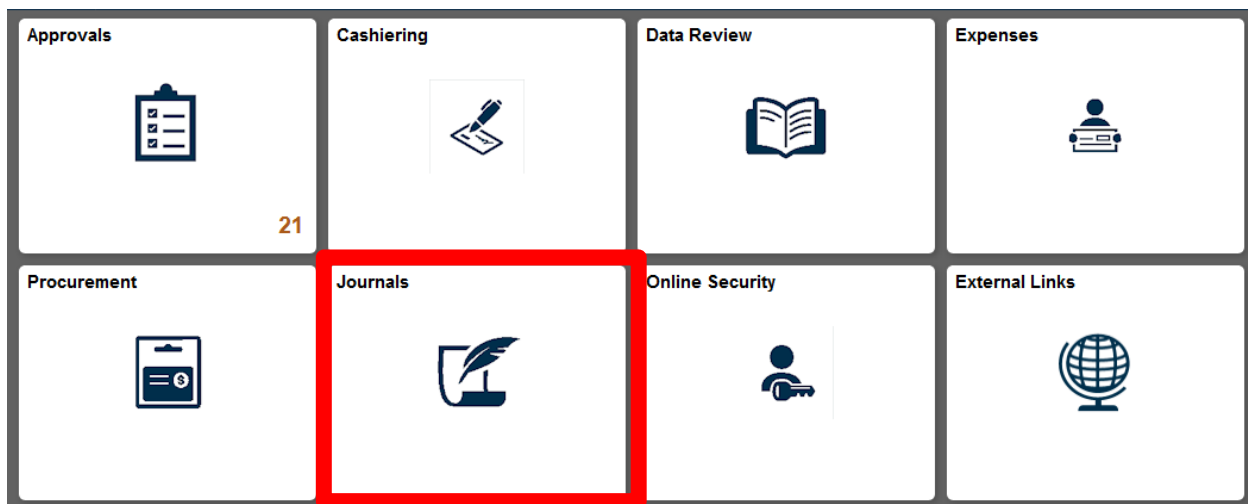 Approvals
Cashiering
Data Review
Expenses
21
Procurement
Journals
Online Security
External Links